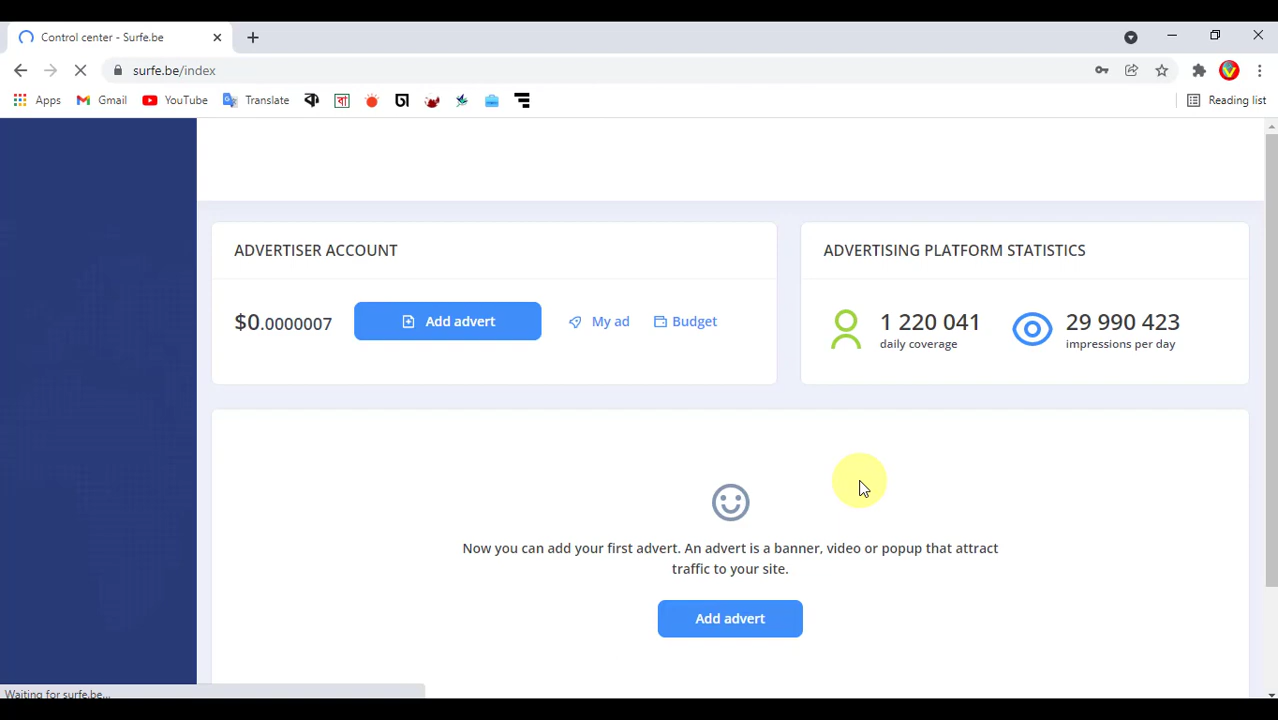 Control center - Surfe.be
surfe.be/index
Apps Gmail YouTube Translate বা Reading list
ADVERTISER ACCOUNT
$0.0000007 Add advert My ad Budget
ADVERTISING PLATFORM STATISTICS
1 220 041 29 990 423
daily coverage impressions per day
Now you can add your first advert. An advert is a banner, video or popup that attract
traffic to your site.
Add advert
Waiting for surfe.be...